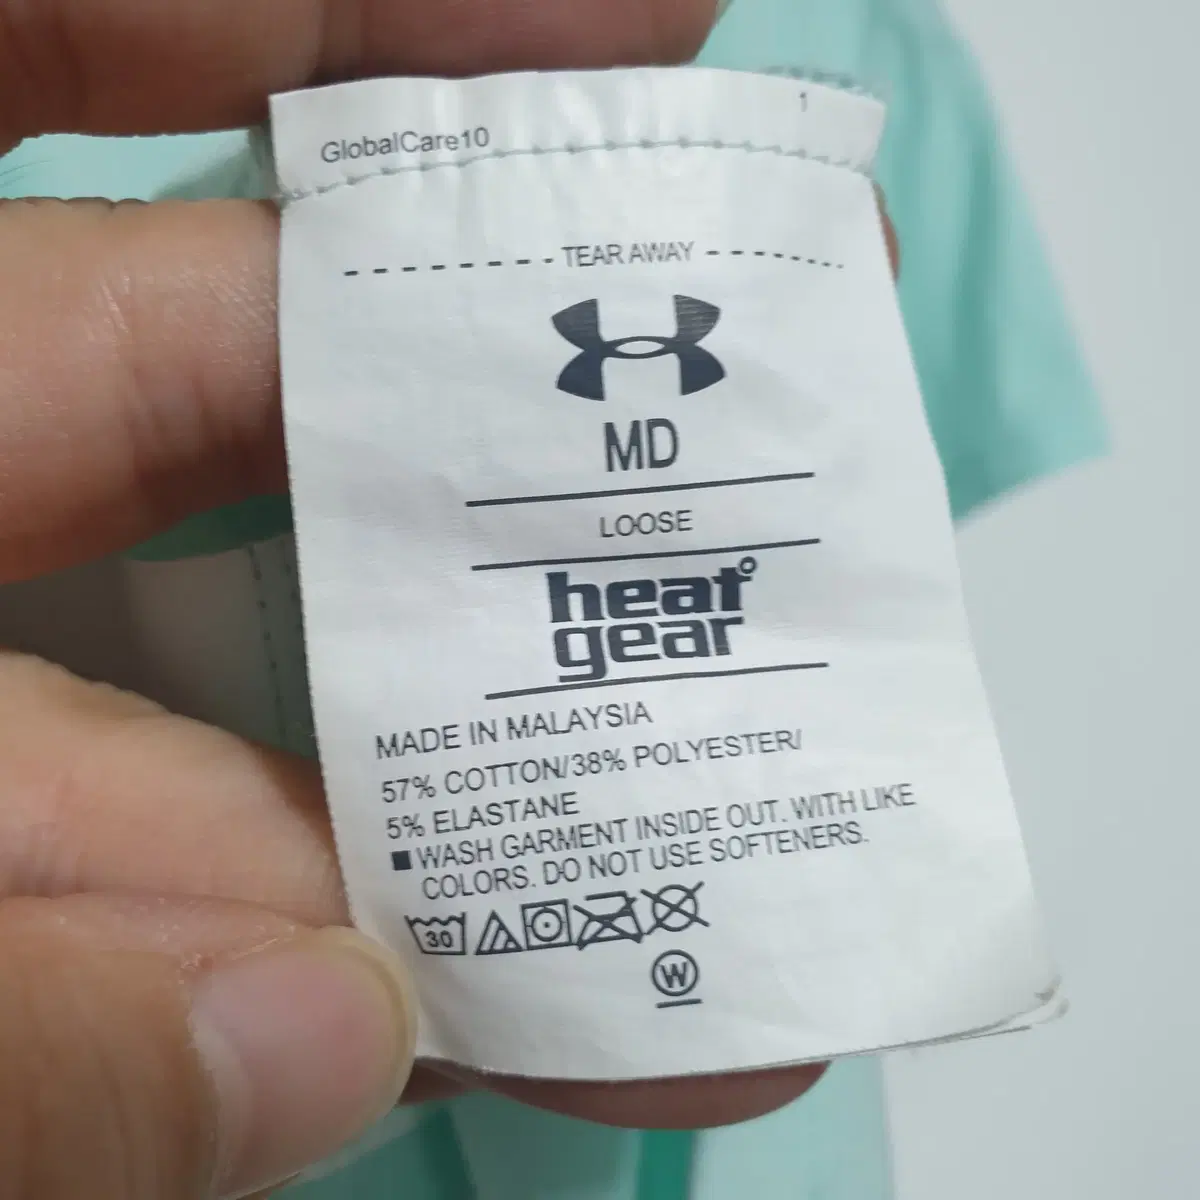 GlobalCare10
1
TEAR AWAY
MD
LOOSE
heat
gear
MADE IN MALAYSIA
57% COTTON/38% POLYESTER/
5% ELASTANE
■ WASH GARMENT INSIDE OUT. WITH LIKE
COLORS. DO NOT USE SOFTENERS.
30
W